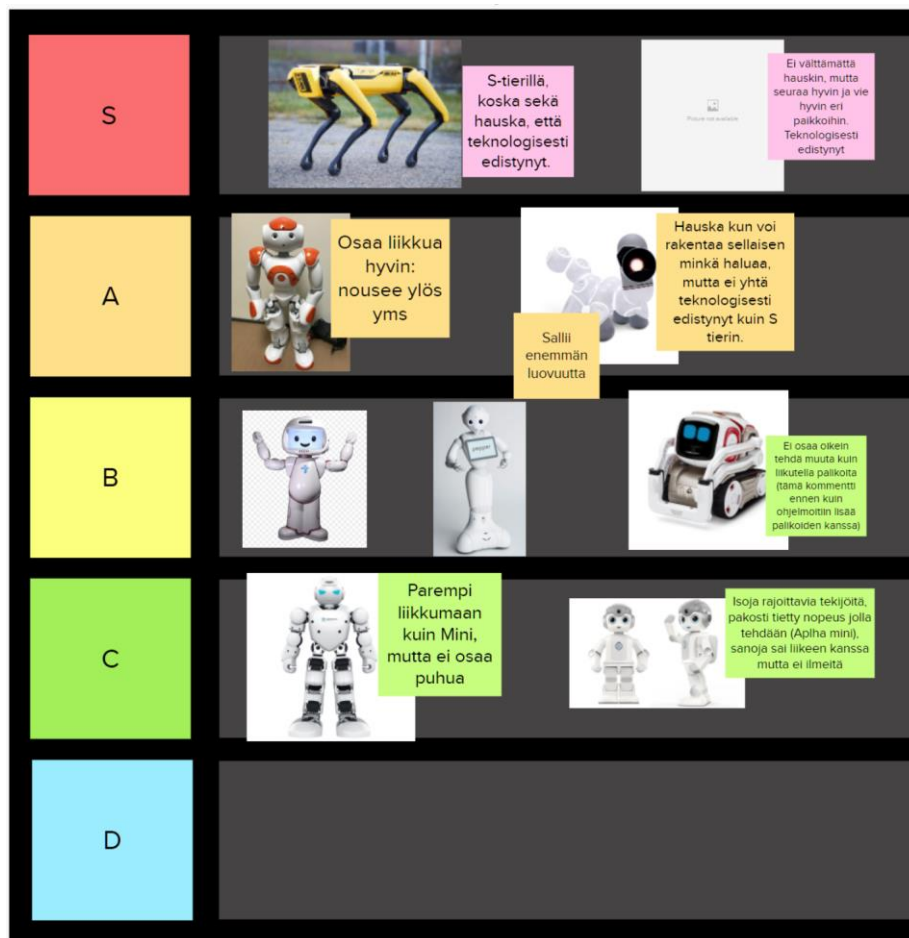 S
S-tierillä,
koska sekä
hauska, että
teknologisesti
edistynyt.
Ei välttämättä
hauskin, mutta
seuraa hyvin ja vie
hyvin eri
paikkoihin.
Teknologisesti
edistynyt
A
Osaa liikkua
hyvin:
nousee ylös
yms
Sallii
enemmän
luovuutta
Hauska kun voi
rakentaa sellaisen
minkä haluaa,
mutta ei yhtä
teknologisesti
edistynyt kuin S
tierin.
B
Ei osaa oikein
tehdä muuta kuin
liikutella palikoita
(tämä kommentti
ennen kuin
ohjelmoitiin lisää
palikoiden kanssa)
C
Parempi
liikkumaan
kuin Mini,
mutta ei osaa
puhua
Isoja rajoittavia tekijöitä,
pakosti tietty nopeus jolla
tehdään (Aplha mini),
sanoja sai liikeen kanssa
mutta ei ilmeitä
D